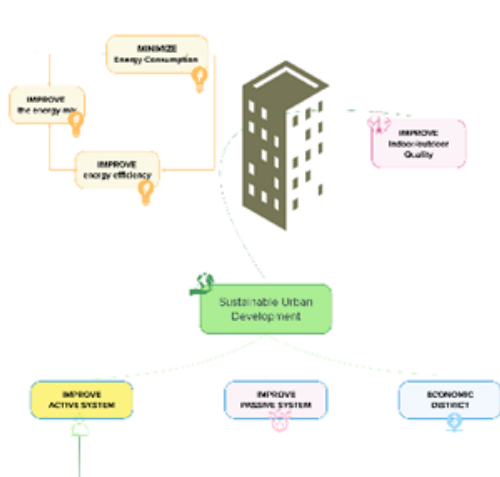 MINIMIZE
Energy Consumption
IMPROVE
the energy mix
IMPROVE
energy efficiency
IMPROVE
Indoor/outdoor
Quality
Sustainable Urban
Development
IMPROVE
ACTIVE SYSTEM
IMPROVE
PASSIVE SYSTEM
ECONOMIC
DISTRICT